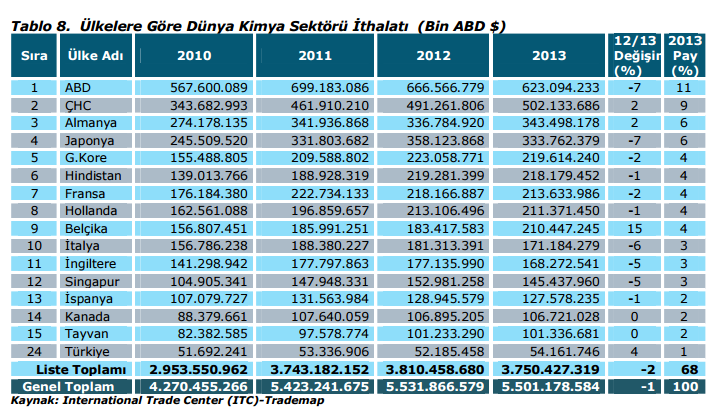 Tablo 8. Ülkelere Göre Dünya Kimya Sektörü İthalatı (Bin ABD $)
Sıra Ülke Adı 2010 2011 2012 2013 12/13 Değişim (%) 2013 Pay (%)
1 ABD 567.600.089 699.183.086 666.566.779 623.094.233 -7 11
2 ÇHC 343.682.993 461.910.210 491.261.806 502.133.686 2 9
3 Almanya 274.178.135 341.936.868 336.784.920 343.498.178 2 6
4 Japonya 245.509.520 331.803.682 358.123.868 333.762.379 -7 6
5 G.Kore 155.488.805 209.588.802 223.058.771 219.614.240 -2 4
6 Hindistan 139.013.766 188.928.319 219.281.399 218.179.452 -1 4
7 Fransa 176.184.380 222.734.133 218.166.887 213.633.986 -2 4
8 Hollanda 162.561.088 196.859.657 213.106.496 211.371.450 -1 4
9 Belçika 156.807.451 185.991.251 183.417.583 210.447.245 15 4
10 İtalya 156.786.238 188.380.227 181.313.391 171.184.279 -6 3
11 İngiltere 141.298.942 177.797.863 177.135.990 168.272.541 -5 3
12 Singapur 104.905.341 147.948.331 152.981.258 145.437.960 -5 3
13 İspanya 107.079.727 131.563.984 128.945.579 127.578.235 -1 2
14 Kanada 88.379.661 107.640.059 106.895.205 106.721.028 0 2
15 Tayvan 82.382.585 97.578.774 101.233.290 101.336.681 0 2
24 Türkiye 51.692.241 53.336.906 52.185.458 54.161.746 4 1
Liste Toplamı 2.953.550.962 3.743.182.152 3.810.458.680 3.750.427.319 -2 68
Genel Toplam 4.270.455.266 5.423.241.675 5.531.866.579 5.501.178.584 -1 100
Kaynak: International Trade Center (ITC)-Trademap